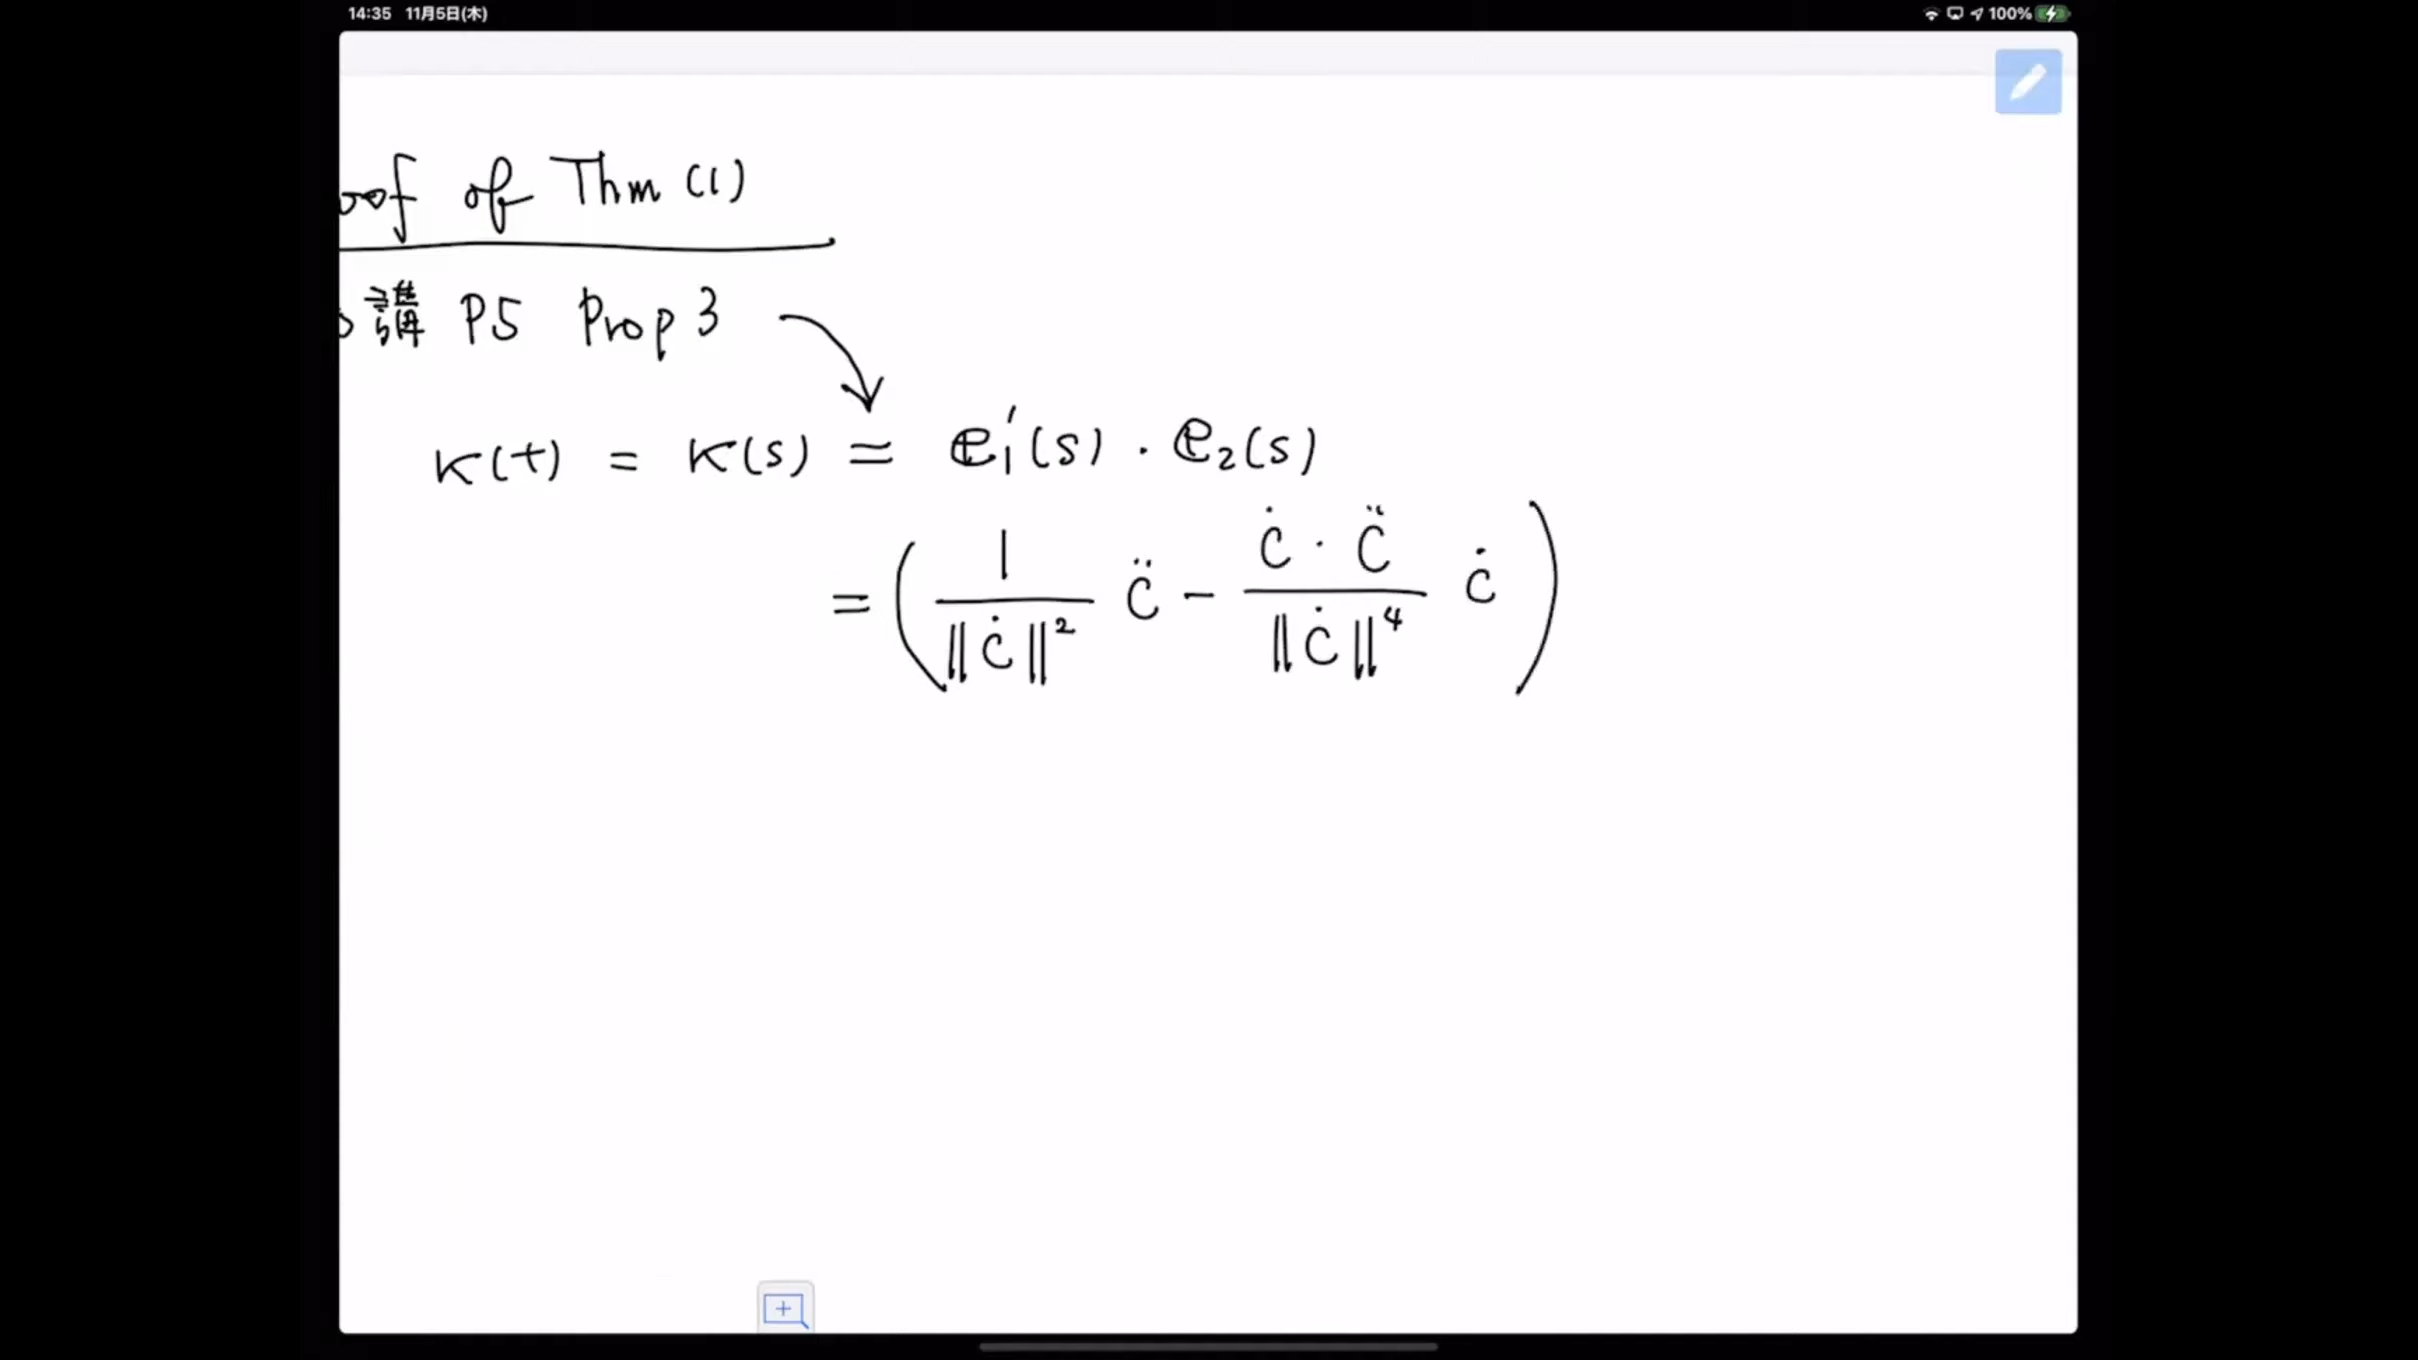 14:35 11月5日(木) 100%
oof of Thm (1)
講 P5 Prop 3
κ(t) = κ(s) = e₁′(s) · e₂(s)
= ( 1/‖ċ‖² c̈ − ċ · c̈/‖ċ‖⁴ ċ )